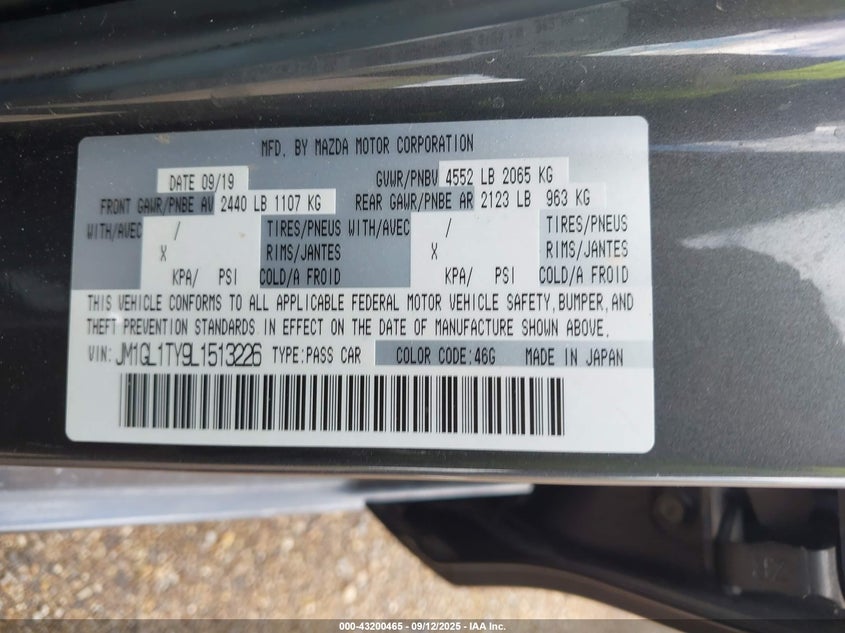 MFD. BY MAZDA MOTOR CORPORATION
DATE 09/19 GVWR/PNBV 4552 LB 2065 KG
FRONT GAWR/PNBE AV 2440 LB 1107 KG REAR GAWR/PNBE AR 2123 LB 963 KG
WITH/AVEC / TIRES/PNEUS WITH/AVEC / TIRES/PNEUS
X RIMS/JANTES X RIMS/JANTES
KPA/ PSI COLD/A FROID KPA/ PSI COLD/A FROID
THIS VEHICLE CONFORMS TO ALL APPLICABLE FEDERAL MOTOR VEHICLE SAFETY, BUMPER, AND
THEFT PREVENTION STANDARDS IN EFFECT ON THE DATE OF MANUFACTURE SHOWN ABOVE.
VIN: JM1GL1TY9L1513226 TYPE:PASS CAR COLOR CODE:46G MADE IN JAPAN
000-43200465 - 09/12/2025 - IAA Inc.